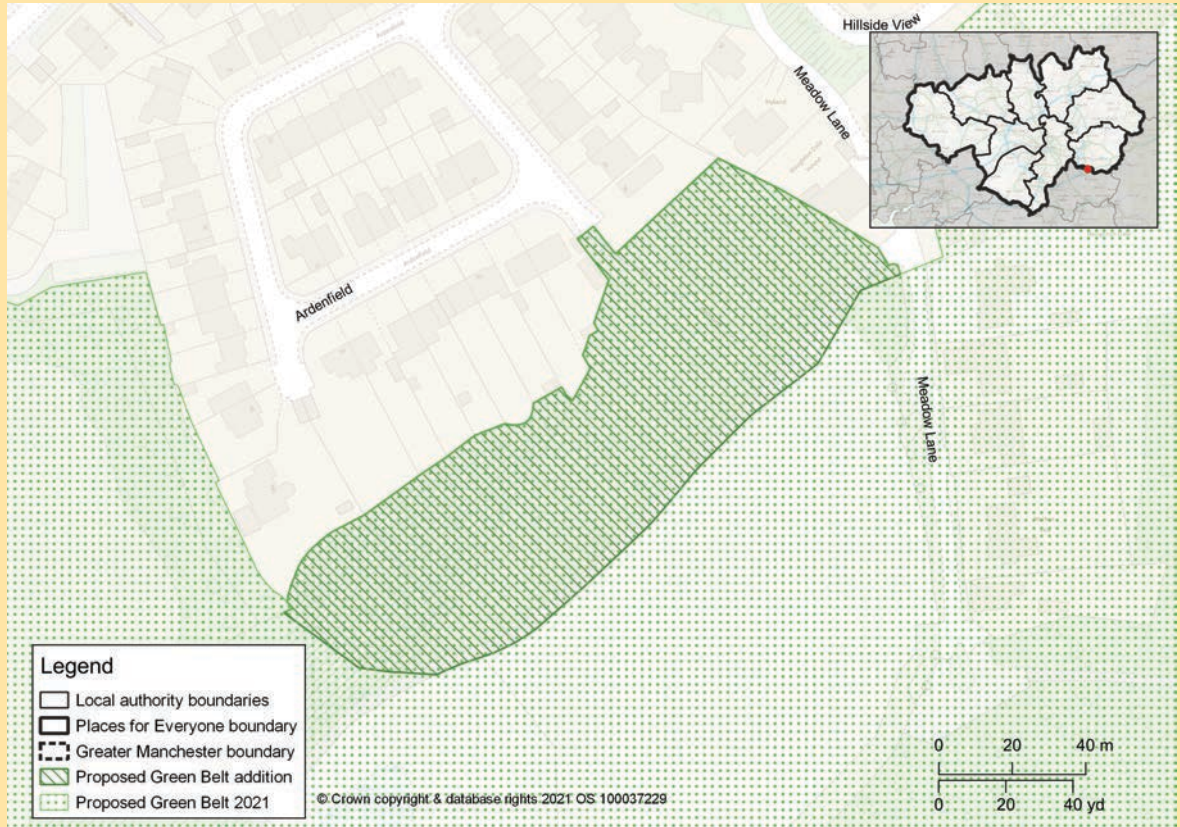 Hillside View
Meadow Lane
Ardenfield
Ardenfield
Ardenfield
Meadow Lane
Legend
Local authority boundaries
Places for Everyone boundary
Greater Manchester boundary
Proposed Green Belt addition
Proposed Green Belt 2021
© Crown copyright & database rights 2021 OS 100037229
0 20 40 m
0 20 40 yd